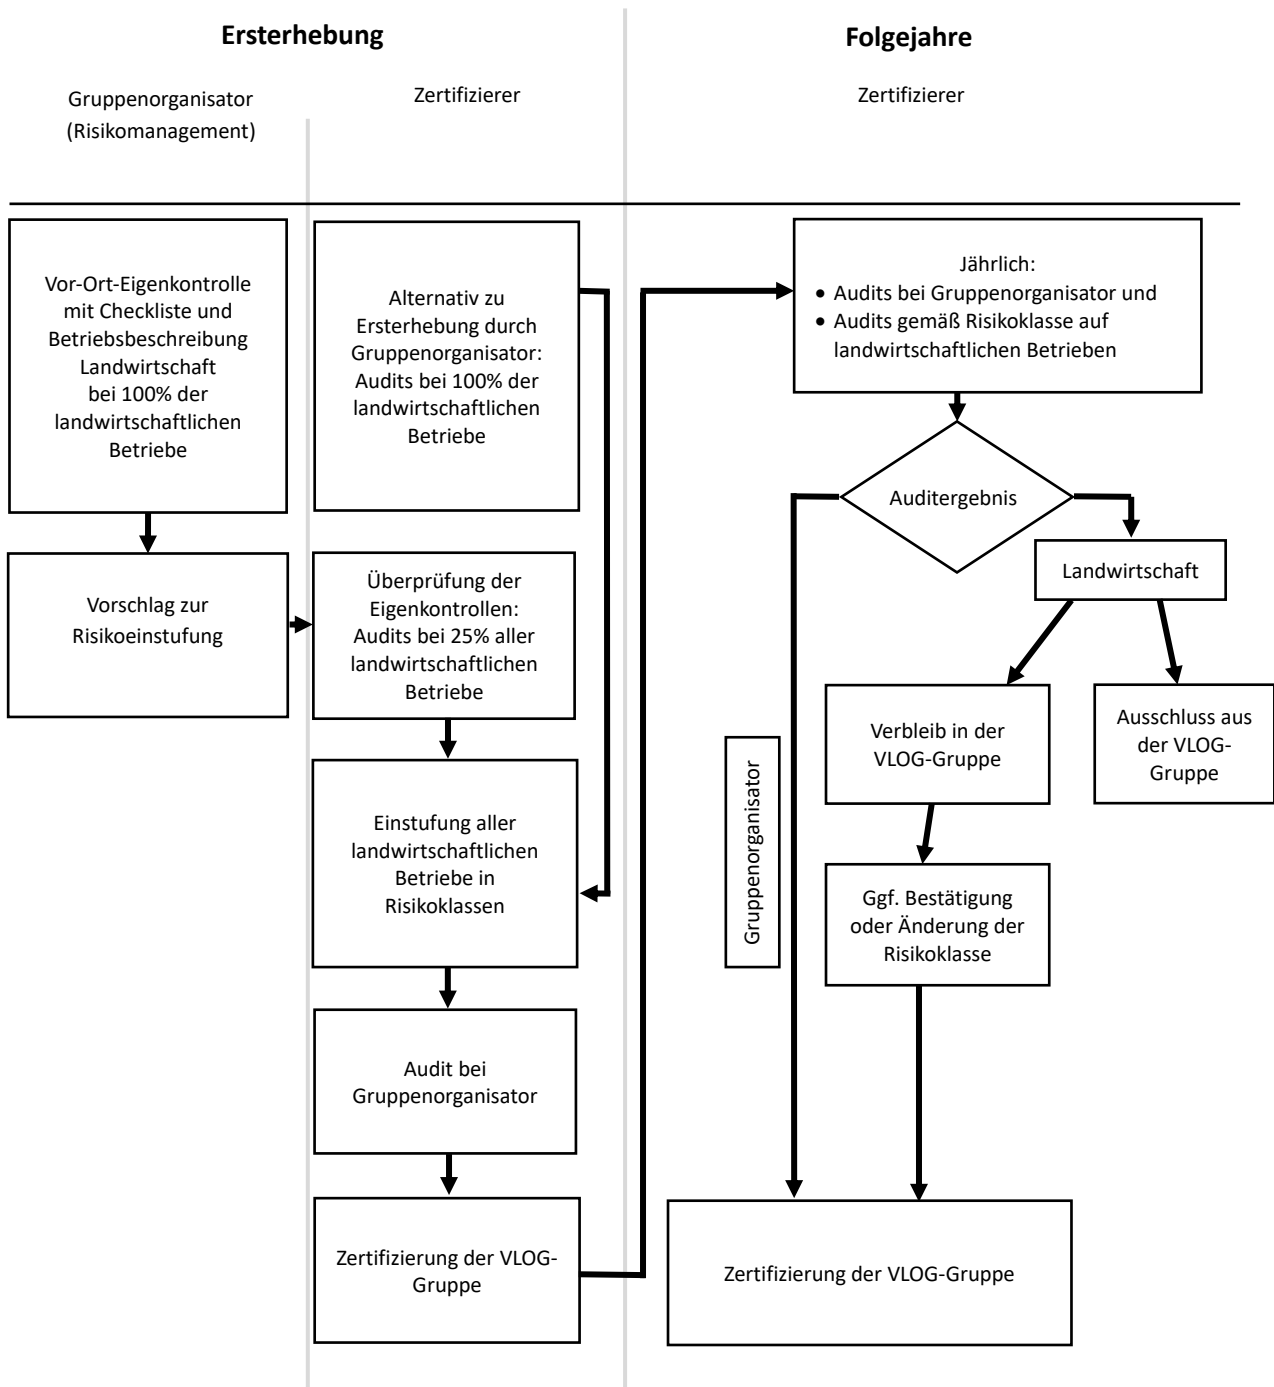 Ersterhebung
Folgejahre
Gruppenorganisator
(Risikomanagement)
Zertifizierer
Zertifizierer
Vor-Ort-Eigenkontrolle
mit Checkliste und
Betriebsbeschreibung
Landwirtschaft
bei 100% der
landwirtschaftlichen
Betriebe
Vorschlag zur
Risikoeinstufung
Alternativ zu
Ersterhebung durch
Gruppenorganisator:
Audits bei 100% der
landwirtschaftlichen
Betriebe
Überprüfung der
Eigenkontrollen:
Audits bei 25% aller
landwirtschaftlichen
Betriebe
Einstufung aller
landwirtschaftlichen
Betriebe in
Risikoklassen
Audit bei
Gruppenorganisator
Zertifizierung der VLOG-
Gruppe
Jährlich:
• Audits bei Gruppenorganisator und
• Audits gemäß Risikoklasse auf
landwirtschaftlichen Betrieben
Auditergebnis
Landwirtschaft
Verbleib in der
VLOG-Gruppe
Ausschluss aus
der VLOG-
Gruppe
Gruppenorganisator
Ggf. Bestätigung
oder Änderung der
Risikoklasse
Zertifizierung der VLOG-Gruppe